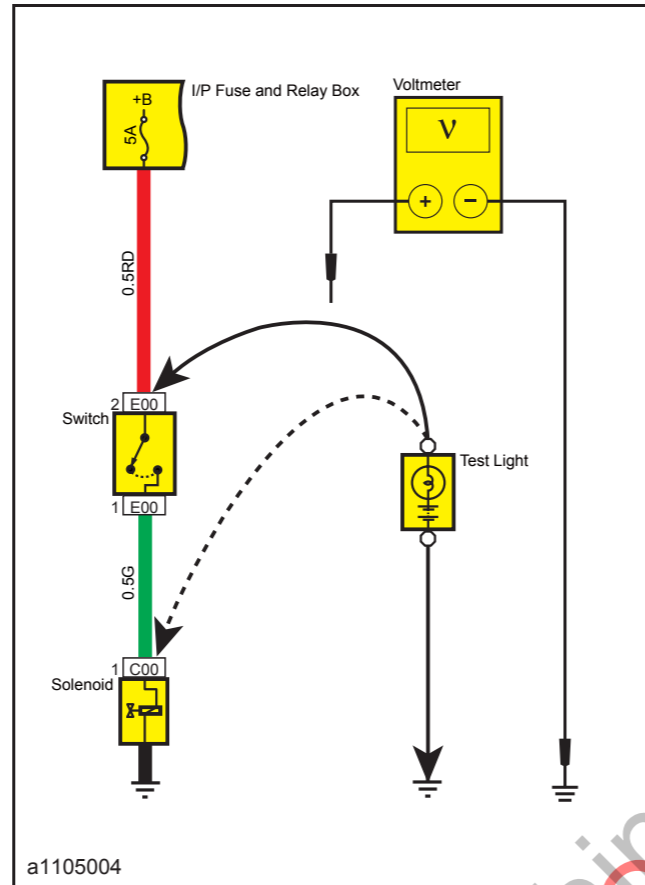 I/P Fuse and Relay Box
Voltmeter
+B
5A
V
+ −
0.5RD
2 E00
Switch
Test Light
1 E00
0.5G
1 C00
Solenoid
a1105004